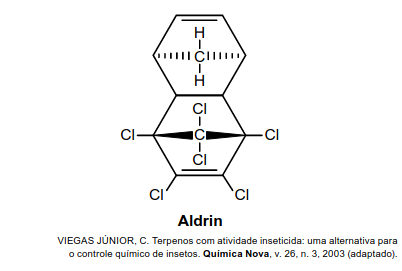 H
C
H
Cl
Cl C Cl
Cl
Cl Cl
Aldrin
VIEGAS JÚNIOR, C. Terpenos com atividade inseticida: uma alternativa para
o controle químico de insetos. Química Nova, v. 26, n. 3, 2003 (adaptado).